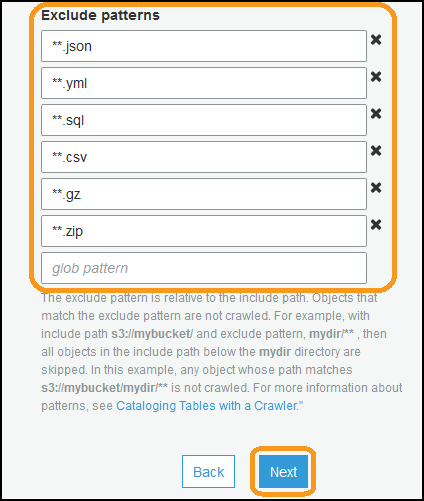 Exclude patterns
**.json
**.yml
**.sql
**.csv
**.gz
**.zip
glob pattern
The exclude pattern is relative to the include path. Objects that
match the exclude pattern are not crawled. For example, with
include path s3://mybucket/ and exclude pattern, mydir/** , then
all objects in the include path below the mydir directory are
skipped. In this example, any object whose path matches
s3://mybucket/mydir/** is not crawled. For more information about
patterns, see Cataloging Tables with a Crawler."
Back Next